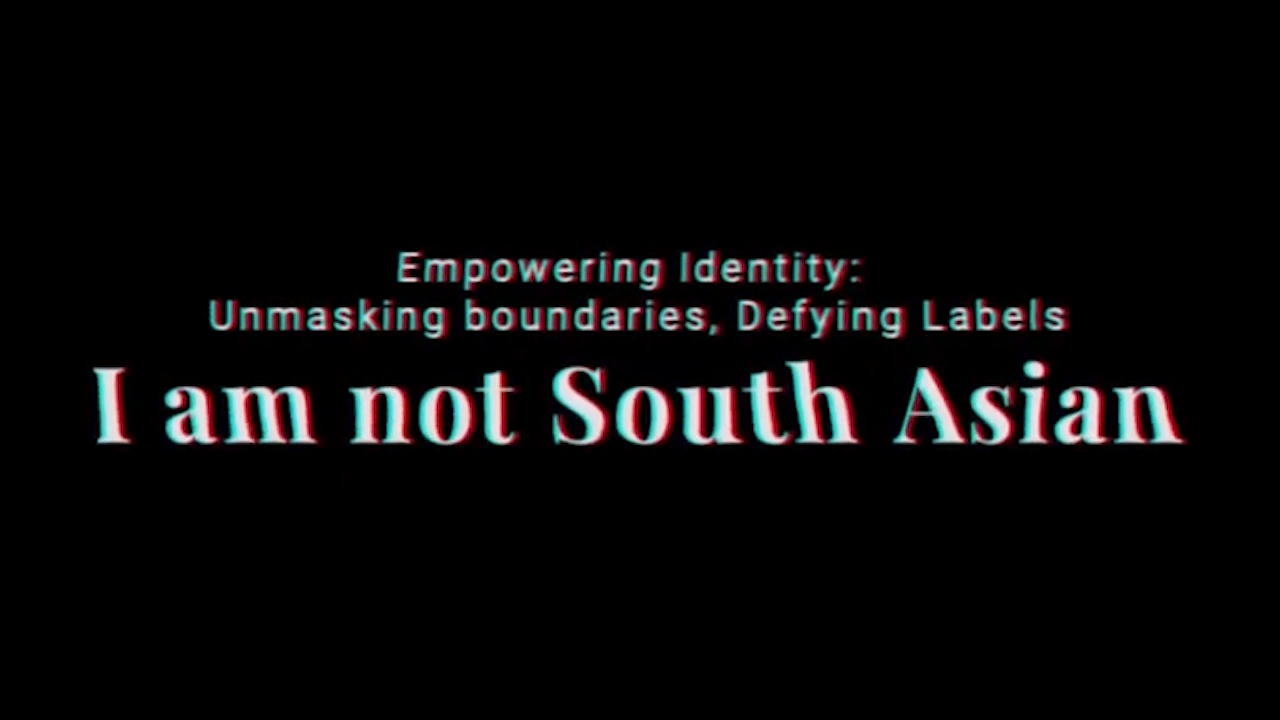 Empowering Identity:
Unmasking boundaries, Defying Labels
I am not South Asian